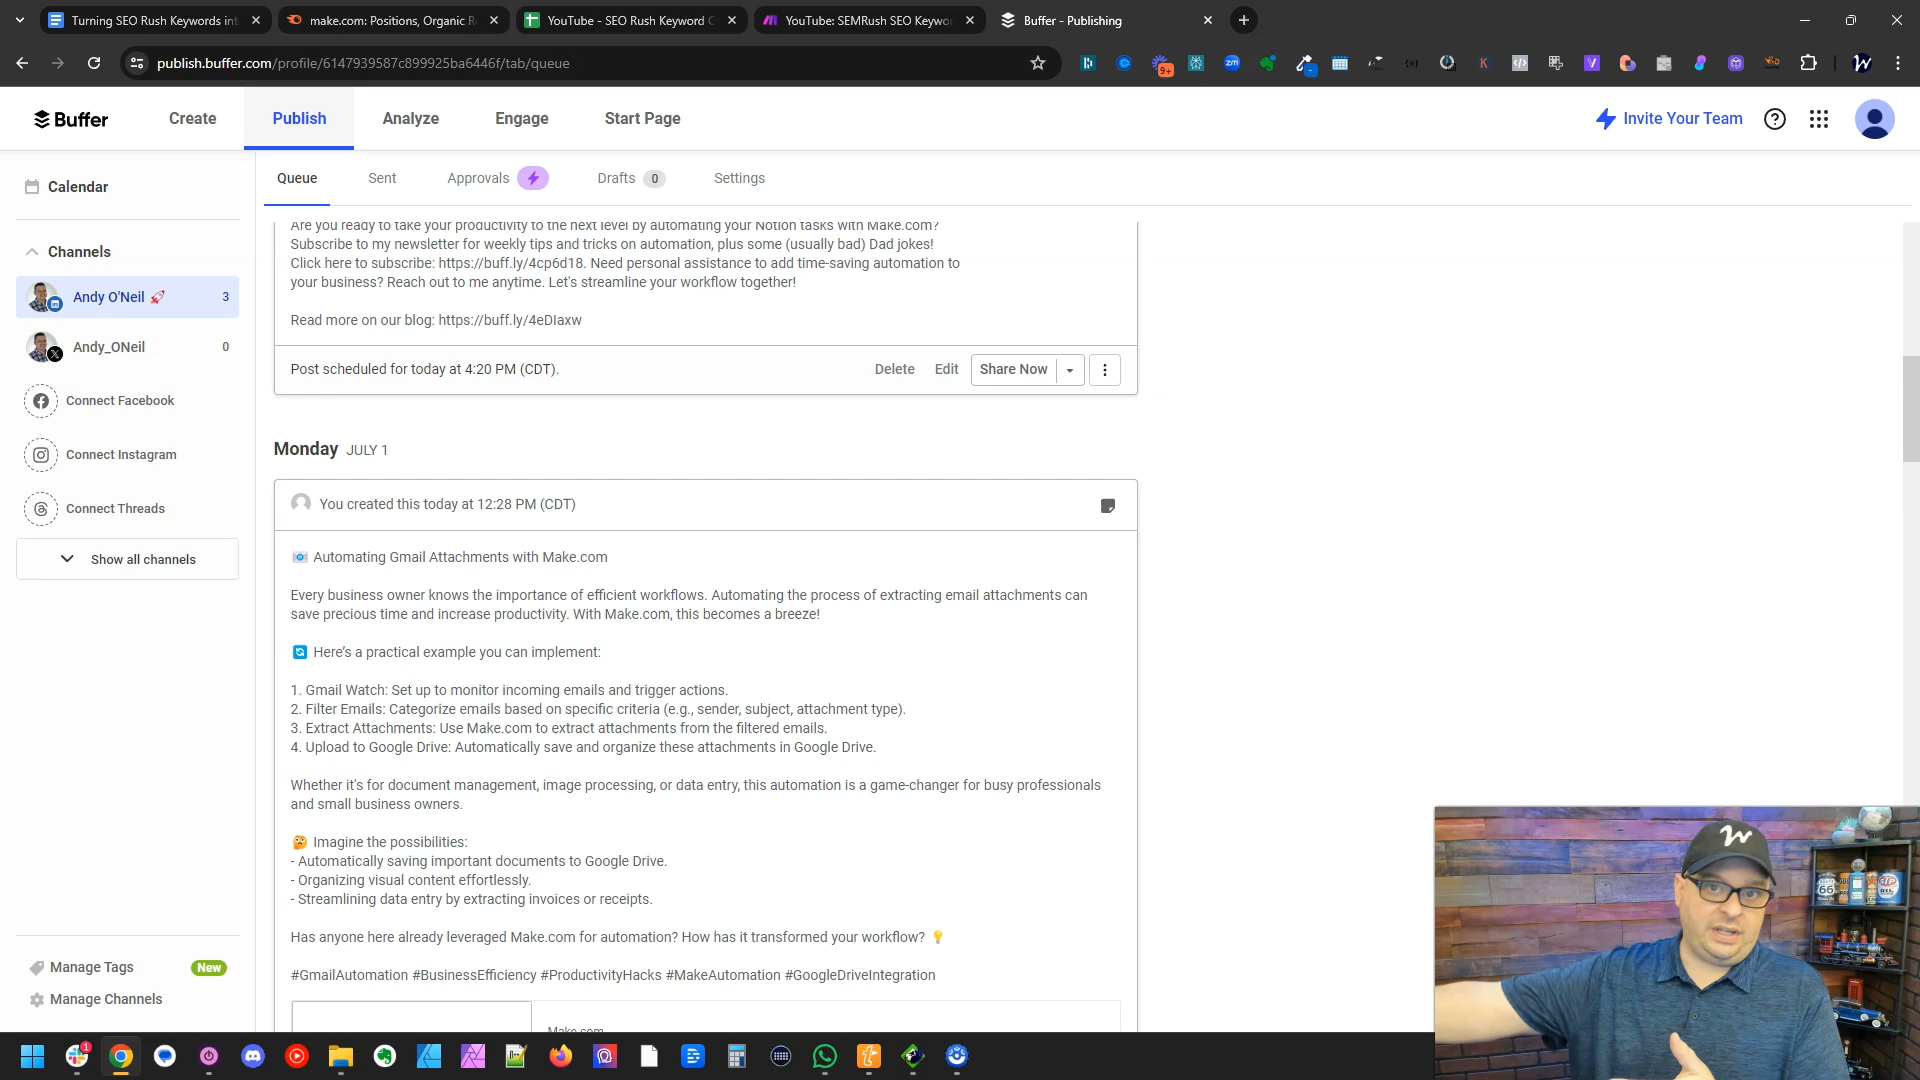 Turning SEO Rush Keywords int
make.com: Positions, Organic R
YouTube - SEO Rush Keyword C
YouTube: SEMRush SEO Keywo
Buffer - Publishing
publish.buffer.com/profile/6147939587c899925ba6446f/tab/queue
9+
Buffer
Create
Publish
Analyze
Engage
Start Page
Invite Your Team
Calendar
Queue
Sent
Approvals
Drafts 0
Settings
Channels
Andy O'Neil 🚀 3
Andy_ONeil 0
Connect Facebook
Connect Instagram
Connect Threads
Show all channels
Manage Tags New
Manage Channels
Are you ready to take your productivity to the next level by automating your Notion tasks with Make.com?
Subscribe to my newsletter for weekly tips and tricks on automation, plus some (usually bad) Dad jokes!
Click here to subscribe: https://buff.ly/4cp6d18. Need personal assistance to add time-saving automation to
your business? Reach out to me anytime. Let's streamline your workflow together!
Read more on our blog: https://buff.ly/4eDIaxw
Post scheduled for today at 4:20 PM (CDT).
Delete
Edit
Share Now
Monday JULY 1
You created this today at 12:28 PM (CDT)
📧 Automating Gmail Attachments with Make.com
Every business owner knows the importance of efficient workflows. Automating the process of extracting email attachments can
save precious time and increase productivity. With Make.com, this becomes a breeze!
🔄 Here's a practical example you can implement:
1. Gmail Watch: Set up to monitor incoming emails and trigger actions.
2. Filter Emails: Categorize emails based on specific criteria (e.g., sender, subject, attachment type).
3. Extract Attachments: Use Make.com to extract attachments from the filtered emails.
4. Upload to Google Drive: Automatically save and organize these attachments in Google Drive.
Whether it's for document management, image processing, or data entry, this automation is a game-changer for busy professionals
and small business owners.
🤔 Imagine the possibilities:
- Automatically saving important documents to Google Drive.
- Organizing visual content effortlessly.
- Streamlining data entry by extracting invoices or receipts.
Has anyone here already leveraged Make.com for automation? How has it transformed your workflow? 💡
#GmailAutomation #BusinessEfficiency #ProductivityHacks #MakeAutomation #GoogleDriveIntegration
Make.com